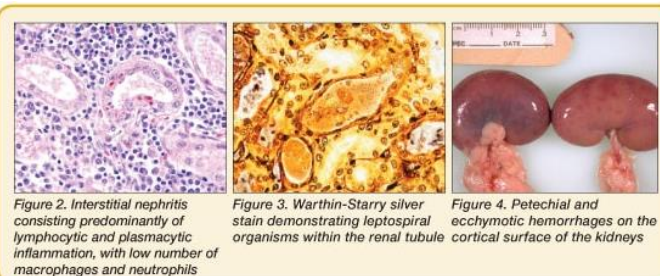 PEC DATE
Figure 2. Interstitial nephritis
consisting predominantly of
lymphocytic and plasmacytic
inflammation, with low number of
macrophages and neutrophils
Figure 3. Warthin-Starry silver
stain demonstrating leptospiral
organisms within the renal tubule
Figure 4. Petechial and
ecchymotic hemorrhages on the
cortical surface of the kidneys